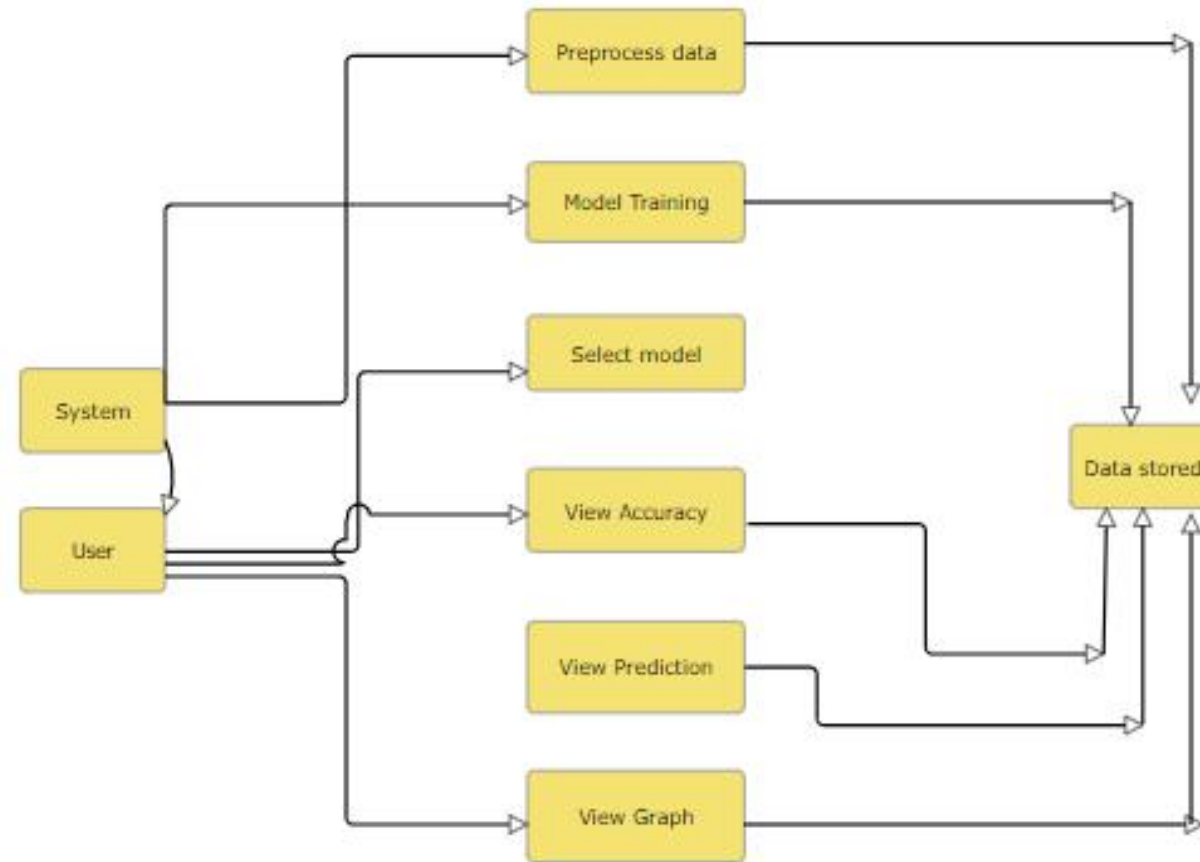 Preprocess data
Model Training
Select model
System
View Accuracy
Data stored
User
View Prediction
View Graph